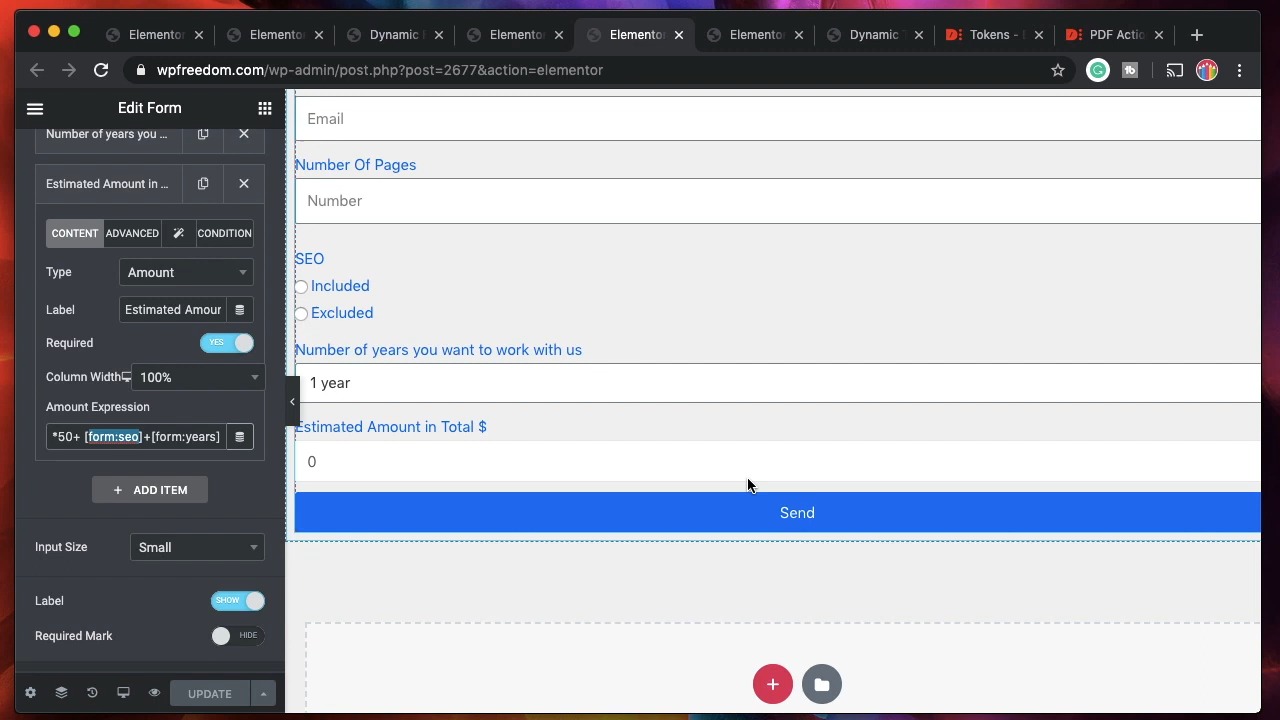 Elementor
Elemento
Dynamic
Elementor
Elemento
Elemento
Dynamic
Tokens -
PDF Actio
wpfreedom.com/wp-admin/post.php?post=2677&action=elementor
Edit Form
Number of years you ...
Estimated Amount in ...
CONTENT
ADVANCED
CONDITION
Type
Amount
Label
Estimated Amour
Required
YES
Column Width
100%
Amount Expression
*50+ [form:seo]+[form:years]
+ ADD ITEM
Input Size
Small
Label
SHOW
Required Mark
HIDE
UPDATE
Email
Number Of Pages
Number
SEO
Included
Excluded
Number of years you want to work with us
1 year
Estimated Amount in Total $
0
Send